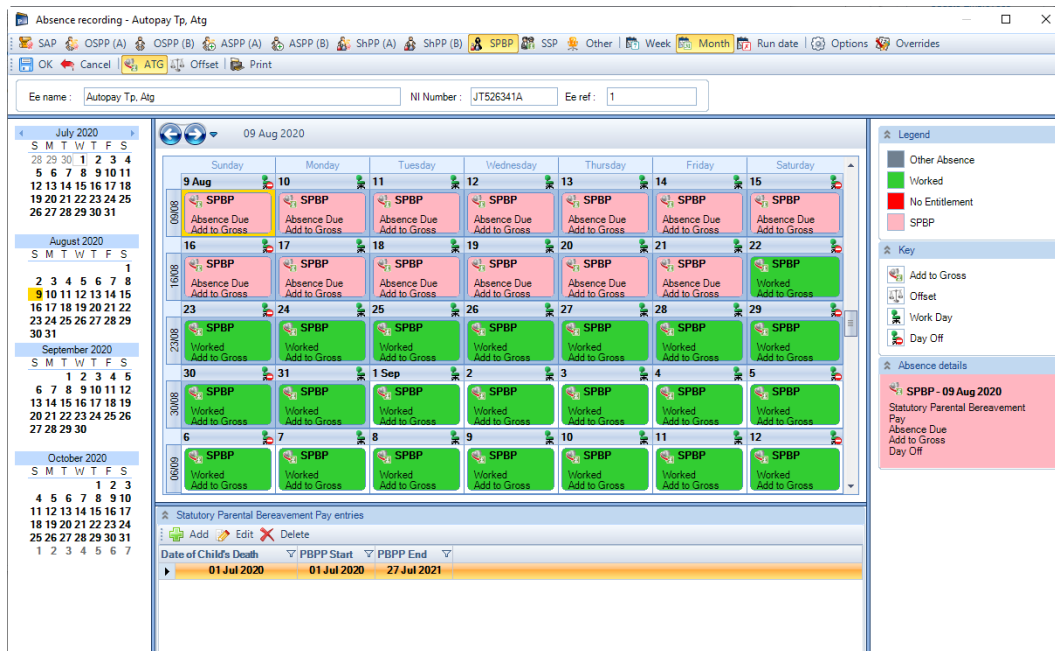 Absence recording - Autopay Tp, Atg
SAP OSPP (A) OSPP (B) ASPP (A) ASPP (B) ShPP (A) ShPP (B) SPBP SSP Other Week Month Run date Options Overrides
OK Cancel ATG Offset Print
Ee name : Autopay Tp, Atg NI Number : JT526341A Ee ref : 1
July 2020
S M T W T F S
28 29 30 1 2 3 4
5 6 7 8 9 10 11
12 13 14 15 16 17 18
19 20 21 22 23 24 25
26 27 28 29 30 31
August 2020
S M T W T F S
1
2 3 4 5 6 7 8
9 10 11 12 13 14 15
16 17 18 19 20 21 22
23 24 25 26 27 28 29
30 31
September 2020
S M T W T F S
1 2 3 4 5
6 7 8 9 10 11 12
13 14 15 16 17 18 19
20 21 22 23 24 25 26
27 28 29 30
October 2020
S M T W T F S
1 2 3
4 5 6 7 8 9 10
11 12 13 14 15 16 17
18 19 20 21 22 23 24
25 26 27 28 29 30 31
1 2 3 4 5 6 7
09 Aug 2020
Sunday Monday Tuesday Wednesday Thursday Friday Saturday
09/08
9 Aug 10 11 12 13 14 15
SPBP SPBP SPBP SPBP SPBP SPBP SPBP
Absence Due Absence Due Absence Due Absence Due Absence Due Absence Due Absence Due
Add to Gross Add to Gross Add to Gross Add to Gross Add to Gross Add to Gross Add to Gross
16/08
16 17 18 19 20 21 22
SPBP SPBP SPBP SPBP SPBP SPBP SPBP
Absence Due Absence Due Absence Due Absence Due Absence Due Absence Due Worked
Add to Gross Add to Gross Add to Gross Add to Gross Add to Gross Add to Gross Add to Gross
23/08
23 24 25 26 27 28 29
SPBP SPBP SPBP SPBP SPBP SPBP SPBP
Worked Worked Worked Worked Worked Worked Worked
Add to Gross Add to Gross Add to Gross Add to Gross Add to Gross Add to Gross Add to Gross
30/08
30 31 1 Sep 2 3 4 5
SPBP SPBP SPBP SPBP SPBP SPBP SPBP
Worked Worked Worked Worked Worked Worked Worked
Add to Gross Add to Gross Add to Gross Add to Gross Add to Gross Add to Gross Add to Gross
06/09
6 7 8 9 10 11 12
SPBP SPBP SPBP SPBP SPBP SPBP SPBP
Worked Worked Worked Worked Worked Worked Worked
Add to Gross Add to Gross Add to Gross Add to Gross Add to Gross Add to Gross Add to Gross
Statutory Parental Bereavement Pay entries
Add Edit Delete
Date of Child's Death PBPP Start PBPP End
01 Jul 2020 01 Jul 2020 27 Jul 2021
Legend
Other Absence
Worked
No Entitlement
SPBP
Key
Add to Gross
Offset
Work Day
Day Off
Absence details
SPBP - 09 Aug 2020
Statutory Parental Bereavement
Pay
Absence Due
Add to Gross
Day Off